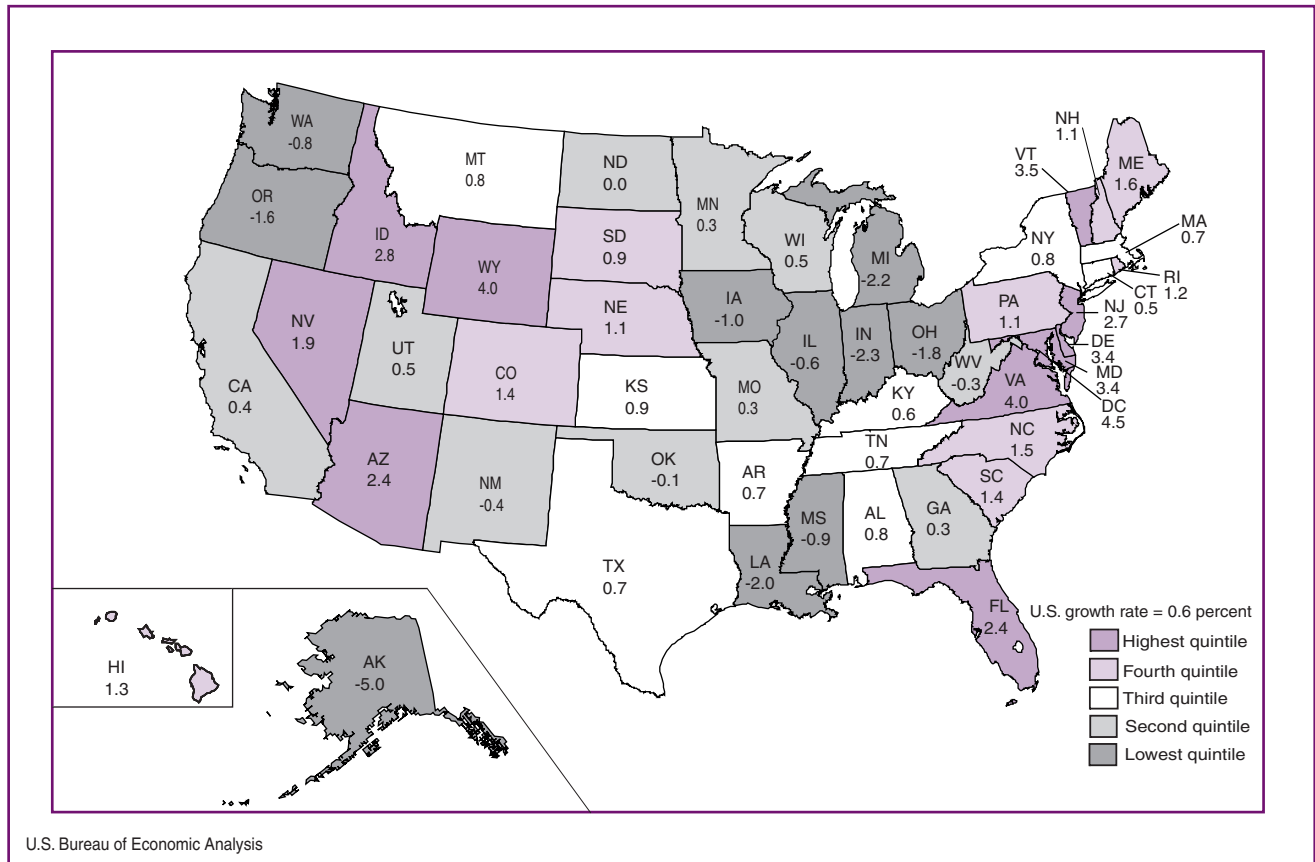 WA
-0.8
OR
-1.6
CA
0.4
NV
1.9
ID
2.8
MT
0.8
WY
4.0
UT
0.5
AZ
2.4
CO
1.4
NM
-0.4
ND
0.0
SD
0.9
NE
1.1
KS
0.9
OK
-0.1
TX
0.7
MN
0.3
IA
-1.0
MO
0.3
AR
0.7
LA
-2.0
WI
0.5
IL
-0.6
MS
-0.9
MI
-2.2
IN
-2.3
OH
-1.8
KY
0.6
TN
0.7
AL
0.8
GA
0.3
FL
2.4
SC
1.4
NC
1.5
VA
4.0
WV
-0.3
PA
1.1
NY
0.8
VT
3.5
NH
1.1
ME
1.6
MA
0.7
RI
1.2
CT
0.5
NJ
2.7
DE
3.4
MD
3.4
DC
4.5
HI
1.3
AK
-5.0
U.S. growth rate = 0.6 percent
Highest quintile
Fourth quintile
Third quintile
Second quintile
Lowest quintile
U.S. Bureau of Economic Analysis